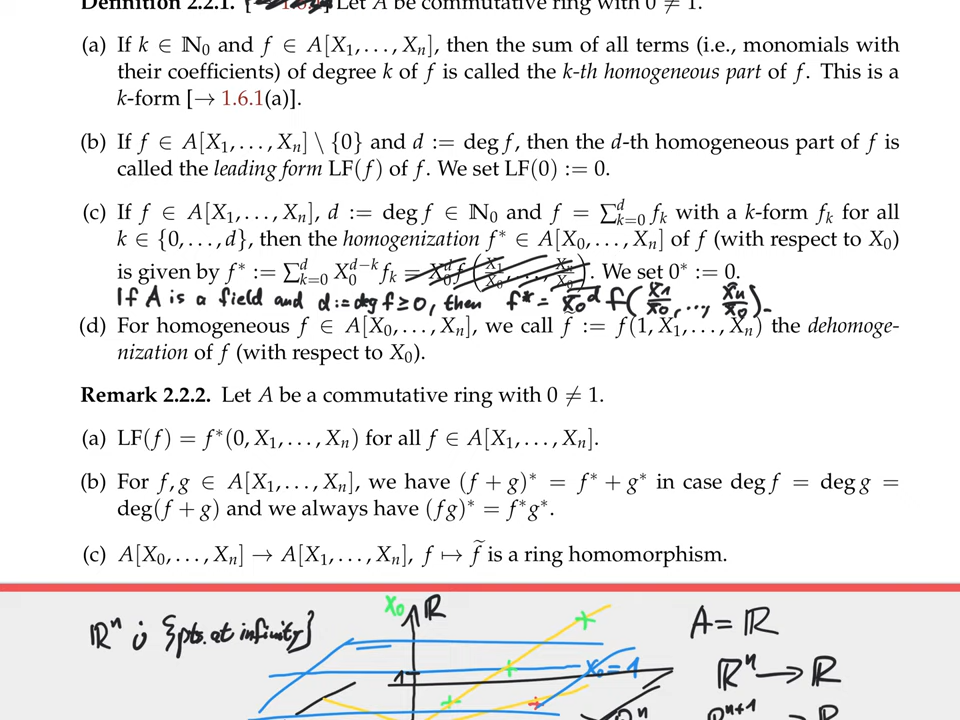 Definition 2.2.1. Let A be commutative ring with 0 ≠ 1.
(a) If k ∈ ℕ₀ and f ∈ A[X₁, . . . , Xₙ], then the sum of all terms (i.e., monomials with
their coefficients) of degree k of f is called the k-th homogeneous part of f. This is a
k-form [→ 1.6.1(a)].
(b) If f ∈ A[X₁, . . . , Xₙ] \ {0} and d := deg f, then the d-th homogeneous part of f is
called the leading form LF(f) of f. We set LF(0) := 0.
(c) If f ∈ A[X₁, . . . , Xₙ], d := deg f ∈ ℕ₀ and f = ∑ᵈₖ₌₀ fₖ with a k-form fₖ for all
k ∈ {0, . . . , d}, then the homogenization f* ∈ A[X₀, . . . , Xₙ] of f (with respect to X₀)
is given by f* := ∑ᵈₖ₌₀ X₀ᵈ⁻ᵏ fₖ = X₀ᵈ f (X₁/X₀, . . . , Xₙ/X₀). We set 0* := 0.
If A is a field and d := deg f ≥ 0, then f* = X₀ᵈ f(X₁/X₀, ..., Xₙ/X₀).
(d) For homogeneous f ∈ A[X₀, . . . , Xₙ], we call f̃ := f(1, X₁, . . . , Xₙ) the dehomoge-
nization of f (with respect to X₀).
Remark 2.2.2. Let A be a commutative ring with 0 ≠ 1.
(a) LF(f) = f*(0, X₁, . . . , Xₙ) for all f ∈ A[X₁, . . . , Xₙ].
(b) For f, g ∈ A[X₁, . . . , Xₙ], we have (f + g)* = f* + g* in case deg f = deg g =
deg(f + g) and we always have (fg)* = f*g*.
(c) A[X₀, . . . , Xₙ] → A[X₁, . . . , Xₙ], f ↦ f̃ is a ring homomorphism.
ℝⁿ ∪̇ {pts. at infinity}
X₀ ℝ
A = ℝ
1
X₀ = 1
ℝⁿ → ℝ
ℝⁿ
ℝⁿ⁺¹ → ℝ